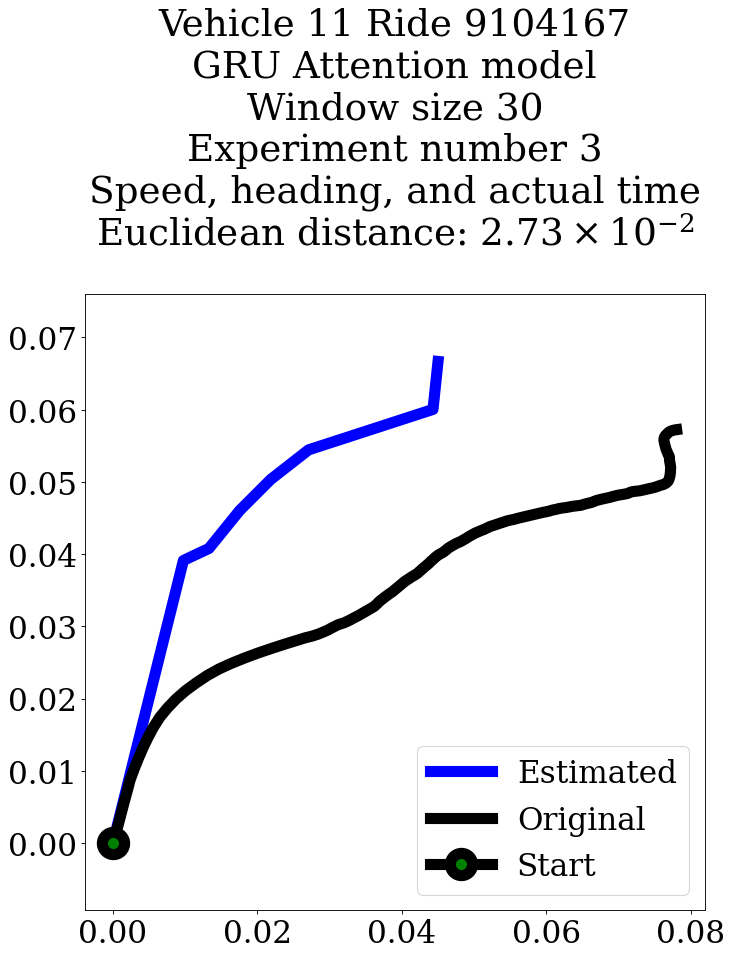 Vehicle 11 Ride 9104167
GRU Attention model
Window size 30
Experiment number 3
Speed, heading, and actual time
Euclidean distance: 2.73 × 10⁻²
0.07
0.06
0.05
0.04
0.03
0.02
0.01
0.00
Estimated
Original
Start
0.00 0.02 0.04 0.06 0.08